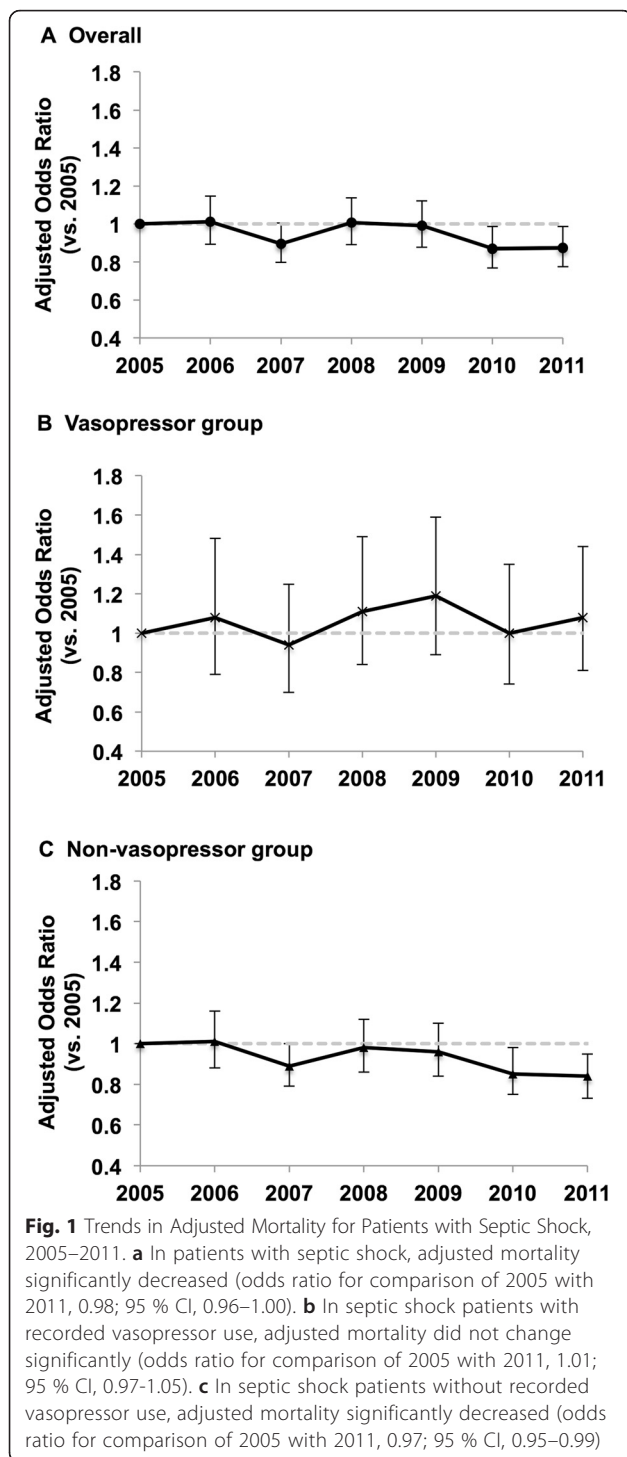 A Overall
1.8
1.6
1.4
1.2
1
0.8
0.6
0.4
Adjusted Odds Ratio
(vs. 2005)
2005 2006 2007 2008 2009 2010 2011
B Vasopressor group
1.8
1.6
1.4
1.2
1
0.8
0.6
0.4
Adjusted Odds Ratio
(vs. 2005)
2005 2006 2007 2008 2009 2010 2011
C Non-vasopressor group
1.8
1.6
1.4
1.2
1
0.8
0.6
0.4
Adjusted Odds Ratio
(vs. 2005)
2005 2006 2007 2008 2009 2010 2011
Fig. 1 Trends in Adjusted Mortality for Patients with Septic Shock,
2005–2011. a In patients with septic shock, adjusted mortality
significantly decreased (odds ratio for comparison of 2005 with
2011, 0.98; 95 % CI, 0.96–1.00). b In septic shock patients with
recorded vasopressor use, adjusted mortality did not change
significantly (odds ratio for comparison of 2005 with 2011, 1.01;
95 % CI, 0.97-1.05). c In septic shock patients without recorded
vasopressor use, adjusted mortality significantly decreased (odds
ratio for comparison of 2005 with 2011, 0.97; 95 % CI, 0.95–0.99)